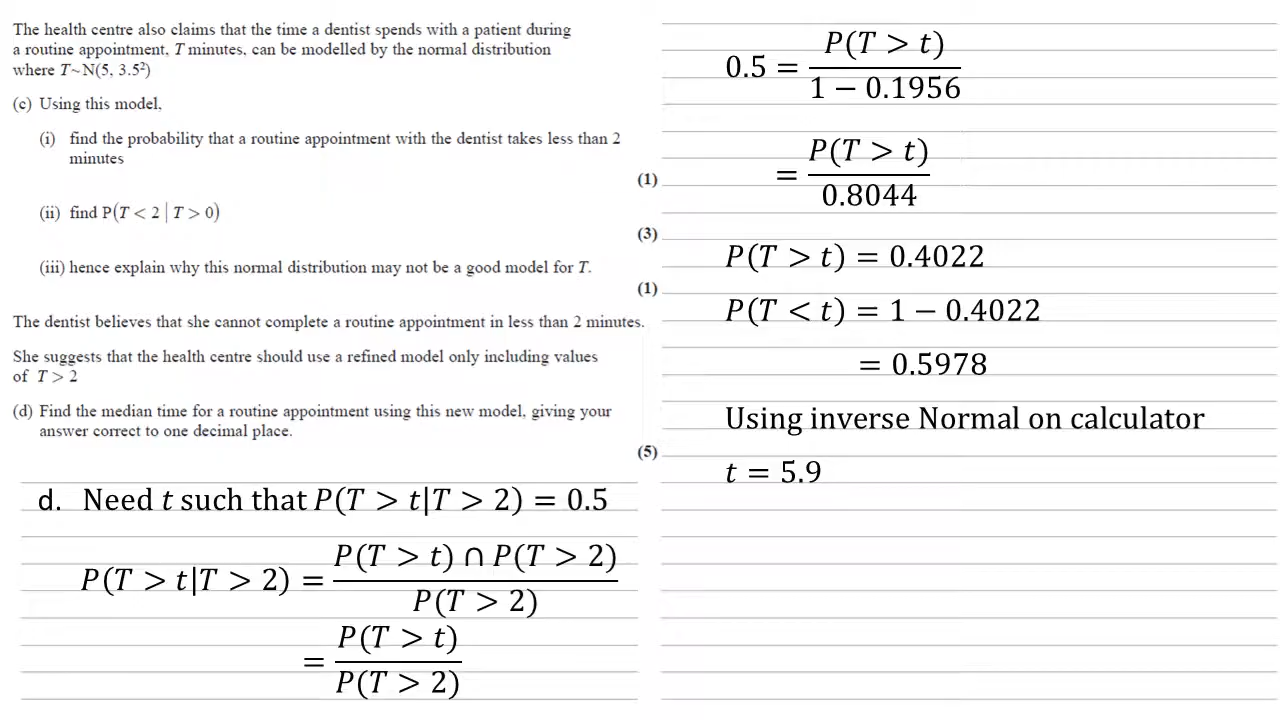 The health centre also claims that the time a dentist spends with a patient during
a routine appointment, T minutes, can be modelled by the normal distribution
where T~N(5, 3.5²)
(c) Using this model,
(i) find the probability that a routine appointment with the dentist takes less than 2
minutes
(1)
(ii) find P(T < 2 | T > 0)
(3)
(iii) hence explain why this normal distribution may not be a good model for T.
(1)
The dentist believes that she cannot complete a routine appointment in less than 2 minutes.
She suggests that the health centre should use a refined model only including values
of T > 2
(d) Find the median time for a routine appointment using this new model, giving your
answer correct to one decimal place.
(5)
d. Need t such that P(T > t|T > 2) = 0.5
P(T > t|T > 2) = P(T > t) ∩ P(T > 2) / P(T > 2)
= P(T > t) / P(T > 2)
0.5 = P(T > t) / 1 − 0.1956
= P(T > t) / 0.8044
P(T > t) = 0.4022
P(T < t) = 1 − 0.4022
= 0.5978
Using inverse Normal on calculator
t = 5.9